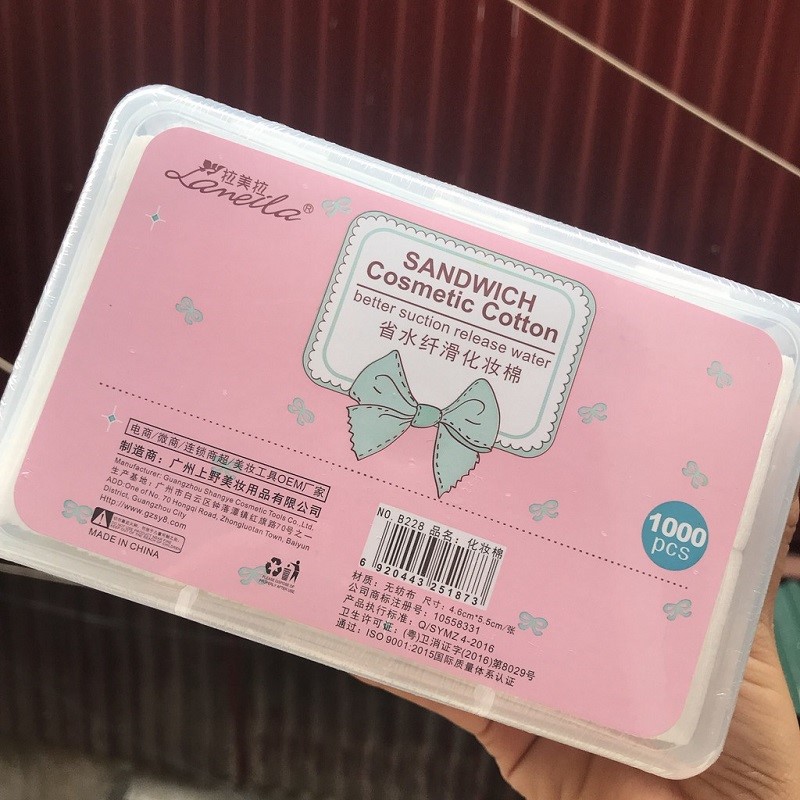 拉美拉
Laneila®
SANDWICH
Cosmetic Cotton
better suction release water
省水纤滑化妆棉
电商/微商/连锁商超/美妆工具OEM厂家
制造商：广州上野美妆用品有限公司
Manufacturer: Guangzhou Shangye Cosmetic Tools Co.,Ltd.
生产基地：广州市白云区钟落潭镇红旗路70号之一
ADD:One of No. 70 Hongqi Road, Zhongluotan Town, Baiyun
District, Guangzhou City
Http://www.gzsy8.com
MADE IN CHINA
PLEASE DISPOSE OF
PROPERLY AFTER USE
1000
pcs
NO. B228 品名：化妆棉
6 920443 251873
材质：无纺布 尺寸：4.6cm*5.5cm/张
公司商标注册号：10558331
产品执行标准：Q/SYMZ 4-2016
卫生许可证：(粤)卫消证字(2016)第8029号
通过：ISO 9001:2015国际质量体系认证